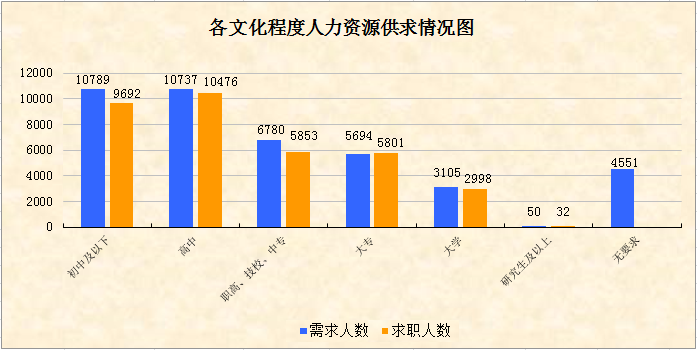 各文化程度人力资源供求情况图
12000
10000
8000
6000
4000
2000
0
10789
9692
10737
10476
6780
5853
5694
5801
3105
2998
50
32
4551
初中及以下
高中
职高、技校、中专
大专
大学
研究生及以上
无要求
需求人数
求职人数